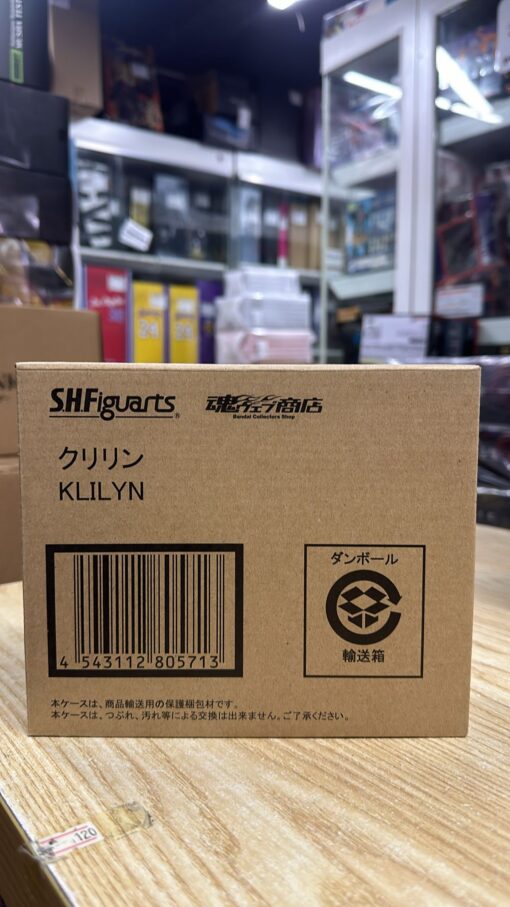 S.H.Figuarts®
魂ウェブ商店
Bandai Collectors Shop
クリリン
KLILYN
4 543112 805713
ダンボール
輸送箱
本ケースは、商品輸送用の保護梱包材です。
本ケースは、つぶれ、汚れ等による交換は出来ません。ご了承ください。
24
24
120